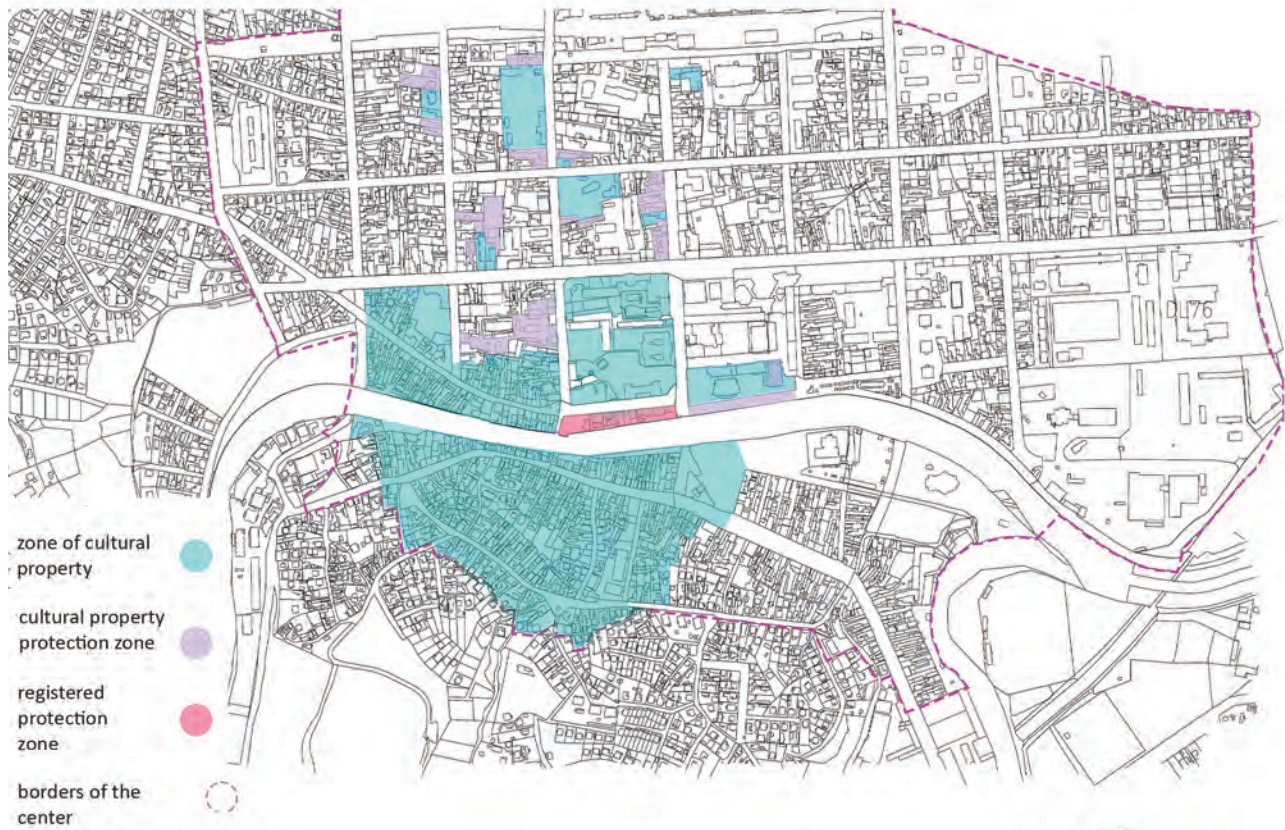 zone of cultural
property
cultural property
protection zone
registered
protection
zone
borders of the
center